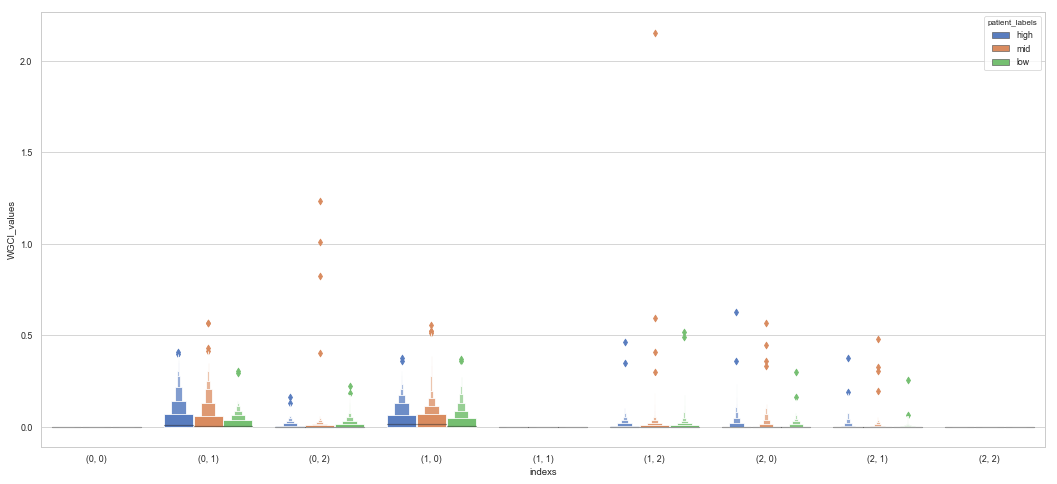 patient_labels
high
mid
low
2.0
1.5
1.0
0.5
0.0
WGCI_values
(0, 0) (0, 1) (0, 2) (1, 0) (1, 1) (1, 2) (2, 0) (2, 1) (2, 2)
indexs